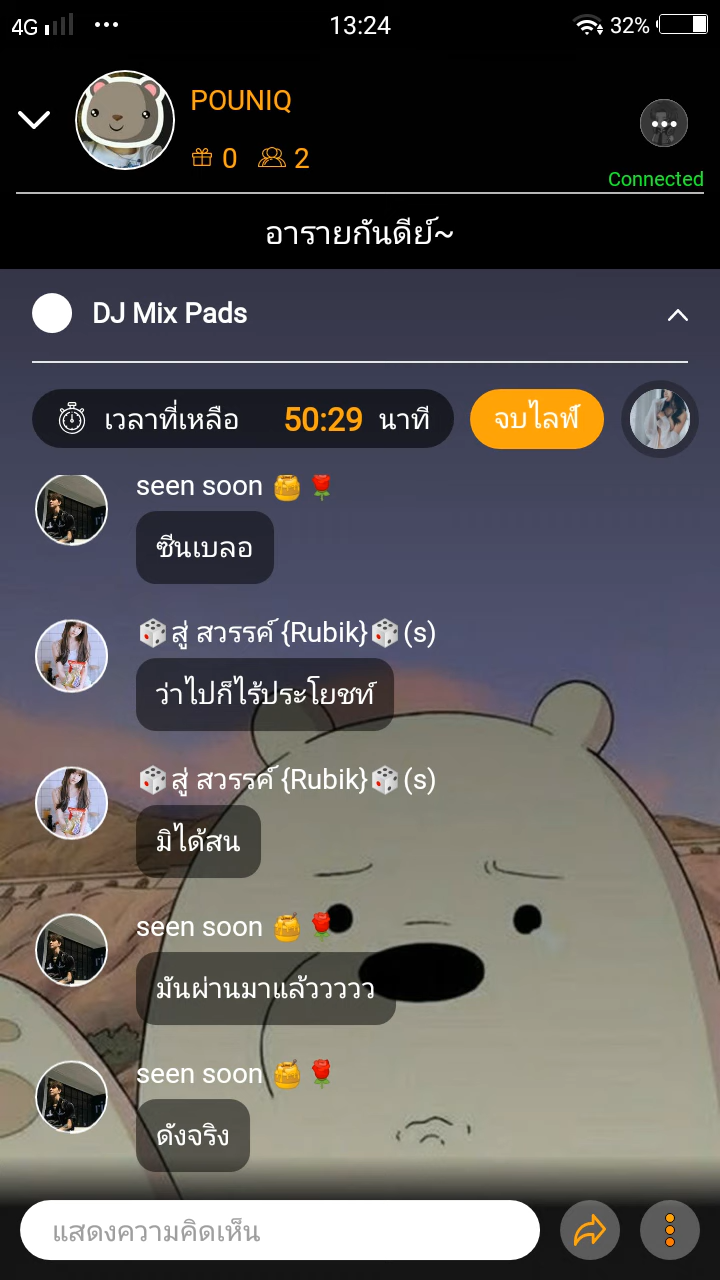 4G 13:24 32%
POUNIQ
0 2
Connected
อารายกันดีย์~
DJ Mix Pads
เวลาที่เหลือ 50:29 นาที จบไลฟ์
seen soon 🍯🌹
ซีนเบลอ
🎲สู่ สวรรค์ {Rubik}🎲(s)
ว่าไปก็ไร้ประโยชท์
🎲สู่ สวรรค์ {Rubik}🎲(s)
มิได้สน
seen soon 🍯🌹
มันผ่านมาแล้ววววว
seen soon 🍯🌹
ดังจริง
แสดงความคิดเห็น